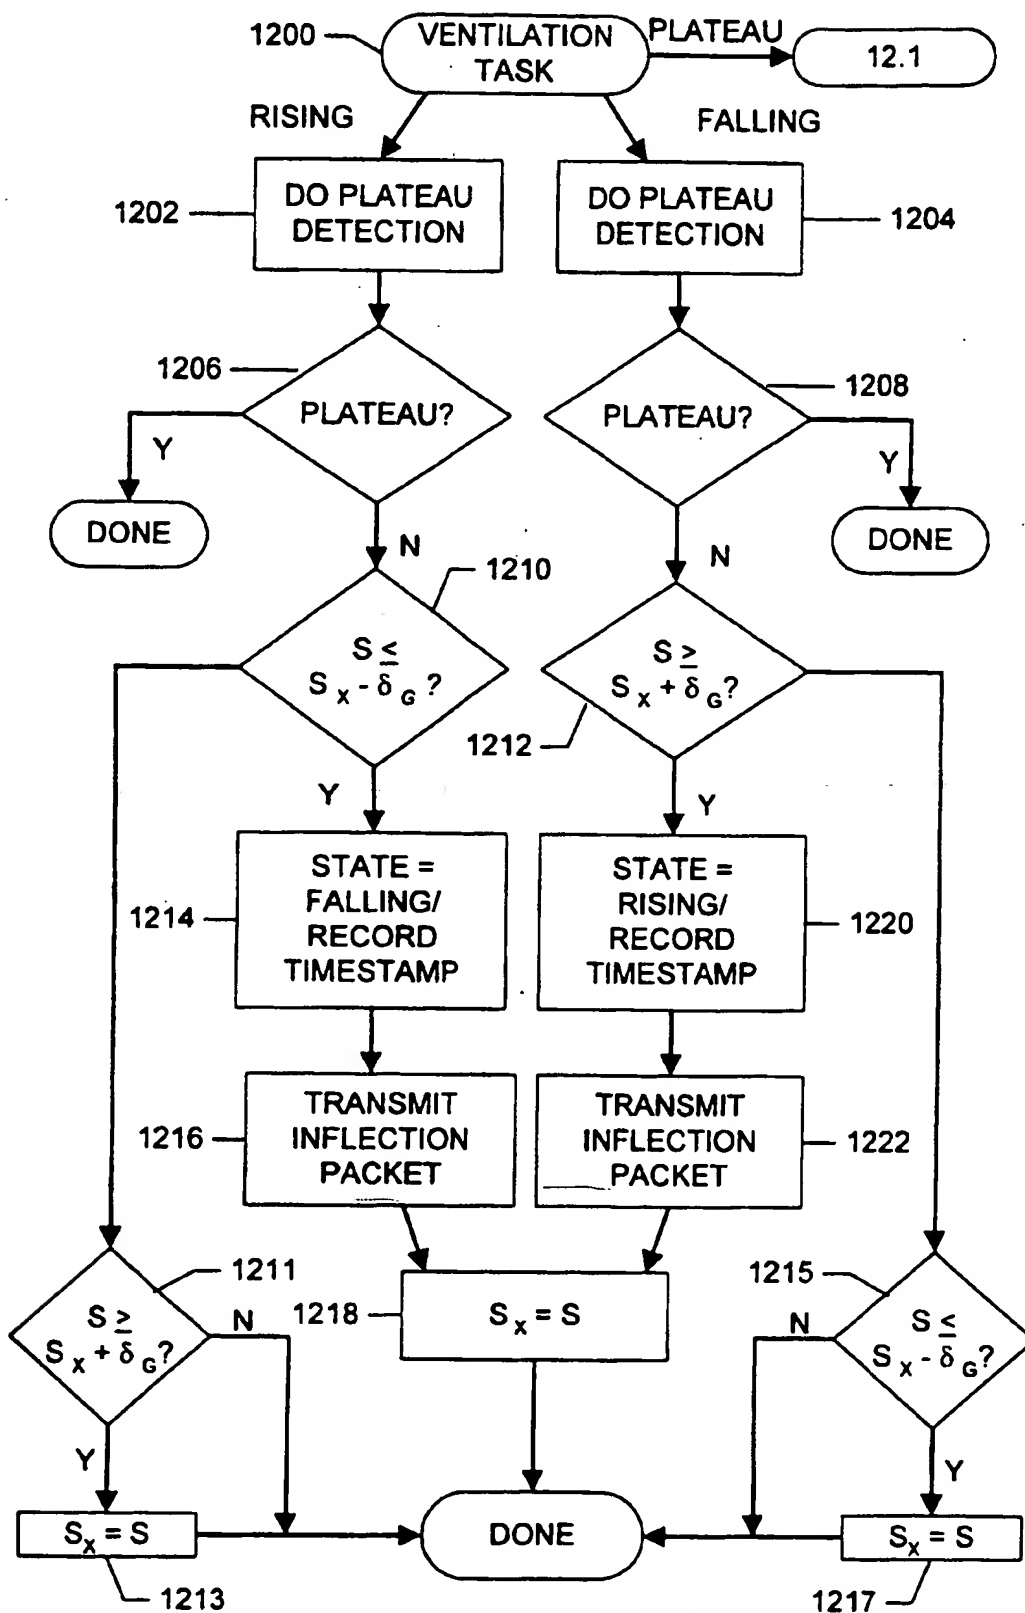 1200
VENTILATION
TASK
PLATEAU
12.1
RISING
FALLING
1202
DO PLATEAU
DETECTION
DO PLATEAU
DETECTION
1204
1206
PLATEAU?
Y
DONE
N
1208
PLATEAU?
Y
DONE
N
1210
S ≤
S X - δ G ?
1212
S ≥
S X + δ G ?
Y
Y
1214
STATE =
FALLING/
RECORD
TIMESTAMP
STATE =
RISING/
RECORD
TIMESTAMP
1220
1216
TRANSMIT
INFLECTION
PACKET
TRANSMIT
INFLECTION
PACKET
1222
1211
S ≥
S X + δ G ?
N
Y
1218
S X = S
1215
S ≤
S X - δ G ?
N
Y
S X = S
1213
DONE
S X = S
1217